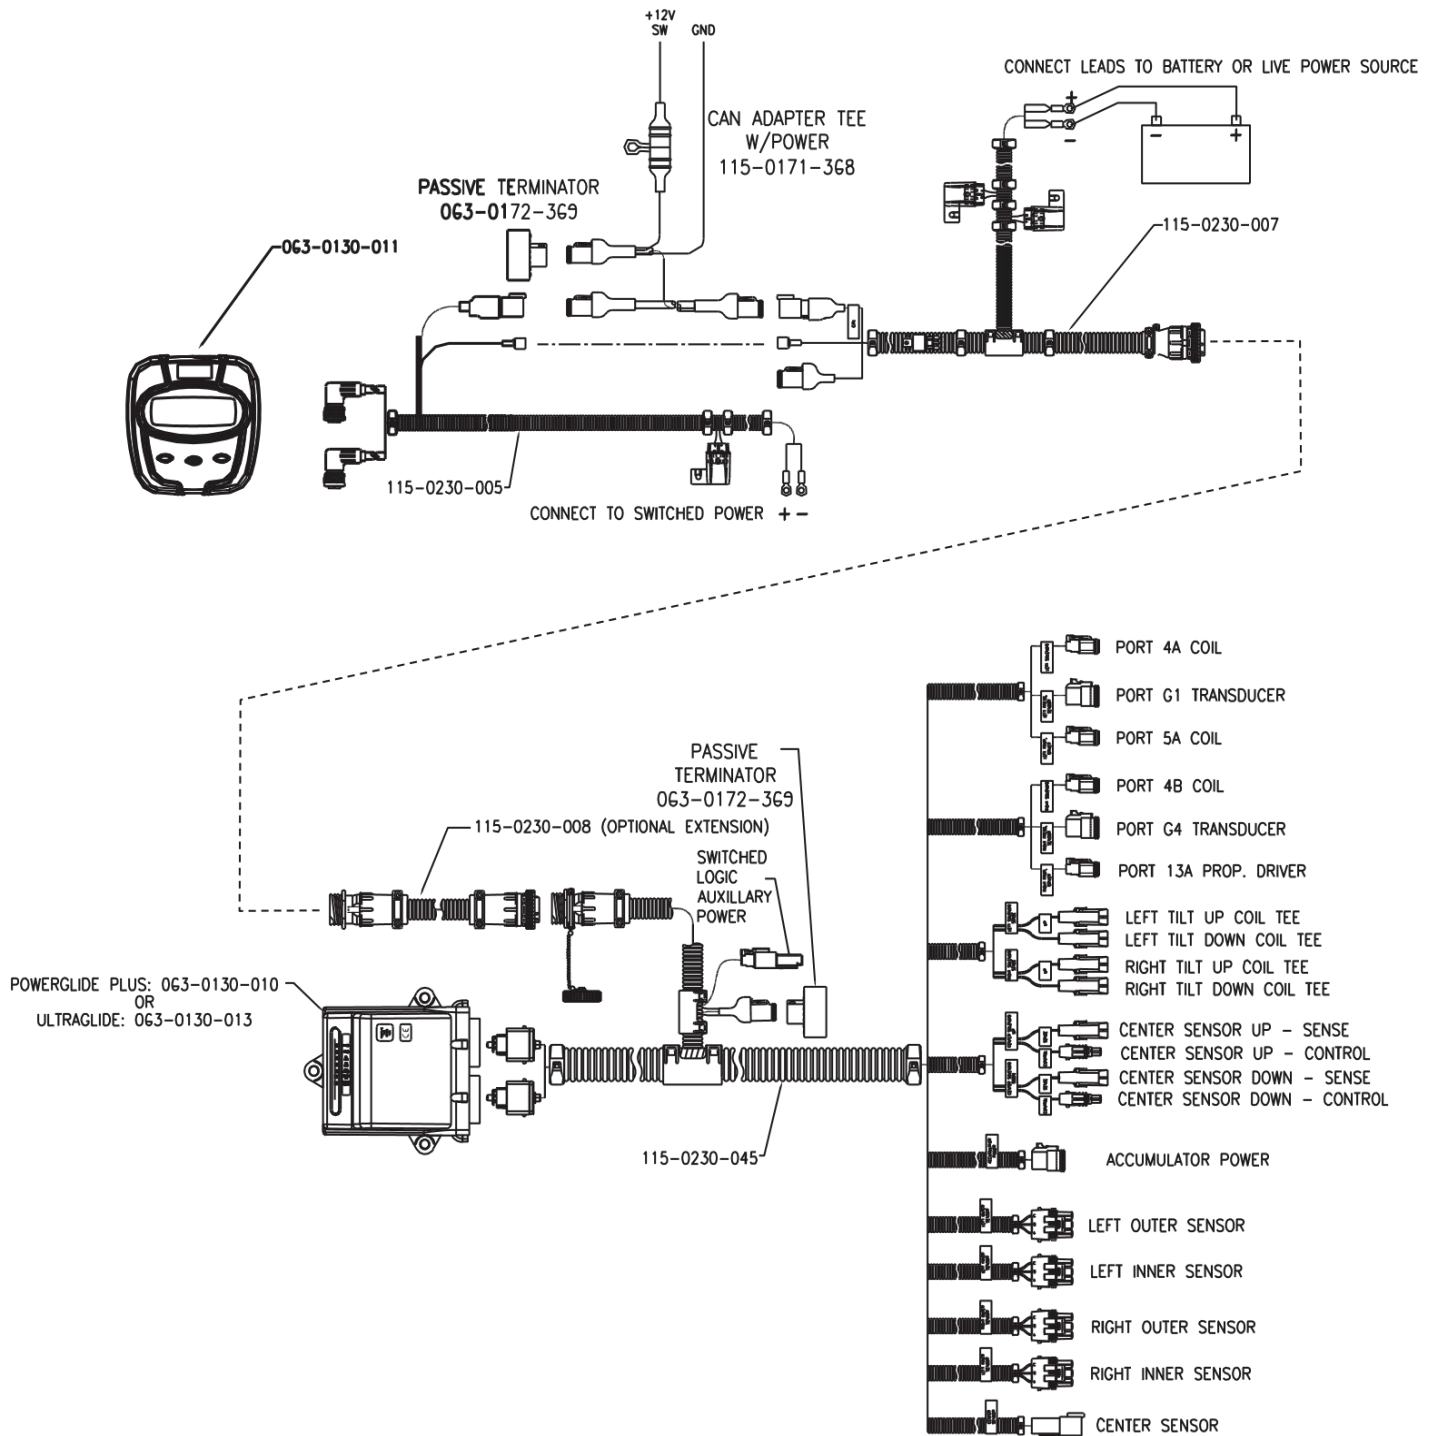 +12V
SW
GND
CONNECT LEADS TO BATTERY OR LIVE POWER SOURCE
+
-
-
+
CAN ADAPTER TEE
W/POWER
115-0171-368
PASSIVE TERMINATOR
063-0172-369
063-0130-011
115-0230-007
115-0230-005
CONNECT TO SWITCHED POWER + -
PORT 4A COIL
PORT G1 TRANSDUCER
PORT 5A COIL
PORT 4B COIL
PORT G4 TRANSDUCER
PORT 13A PROP. DRIVER
PASSIVE
TERMINATOR
063-0172-369
115-0230-008 (OPTIONAL EXTENSION)
SWITCHED
LOGIC
AUXILLARY
POWER
LEFT TILT UP COIL TEE
LEFT TILT DOWN COIL TEE
RIGHT TILT UP COIL TEE
RIGHT TILT DOWN COIL TEE
POWERGLIDE PLUS: 063-0130-010
OR
ULTRAGLIDE: 063-0130-013
CENTER SENSOR UP - SENSE
CENTER SENSOR UP - CONTROL
CENTER SENSOR DOWN - SENSE
CENTER SENSOR DOWN - CONTROL
115-0230-045
ACCUMULATOR POWER
LEFT OUTER SENSOR
LEFT INNER SENSOR
RIGHT OUTER SENSOR
RIGHT INNER SENSOR
CENTER SENSOR